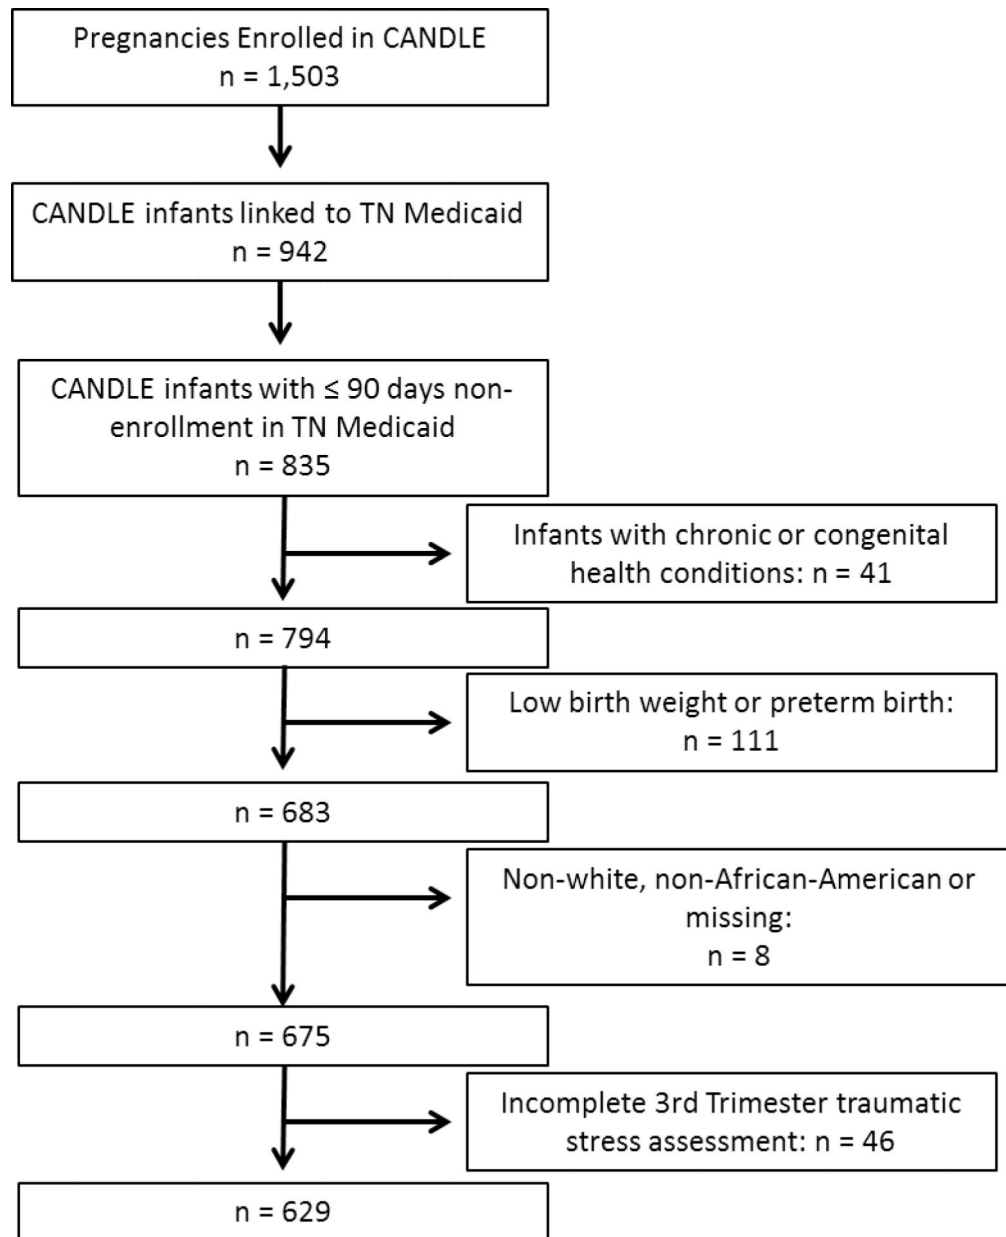 Pregnancies Enrolled in CANDLE
n = 1,503
CANDLE infants linked to TN Medicaid
n = 942
CANDLE infants with ≤ 90 days non-
enrollment in TN Medicaid
n = 835
Infants with chronic or congenital
health conditions: n = 41
n = 794
Low birth weight or preterm birth:
n = 111
n = 683
Non-white, non-African-American or
missing:
n = 8
n = 675
Incomplete 3rd Trimester traumatic
stress assessment: n = 46
n = 629